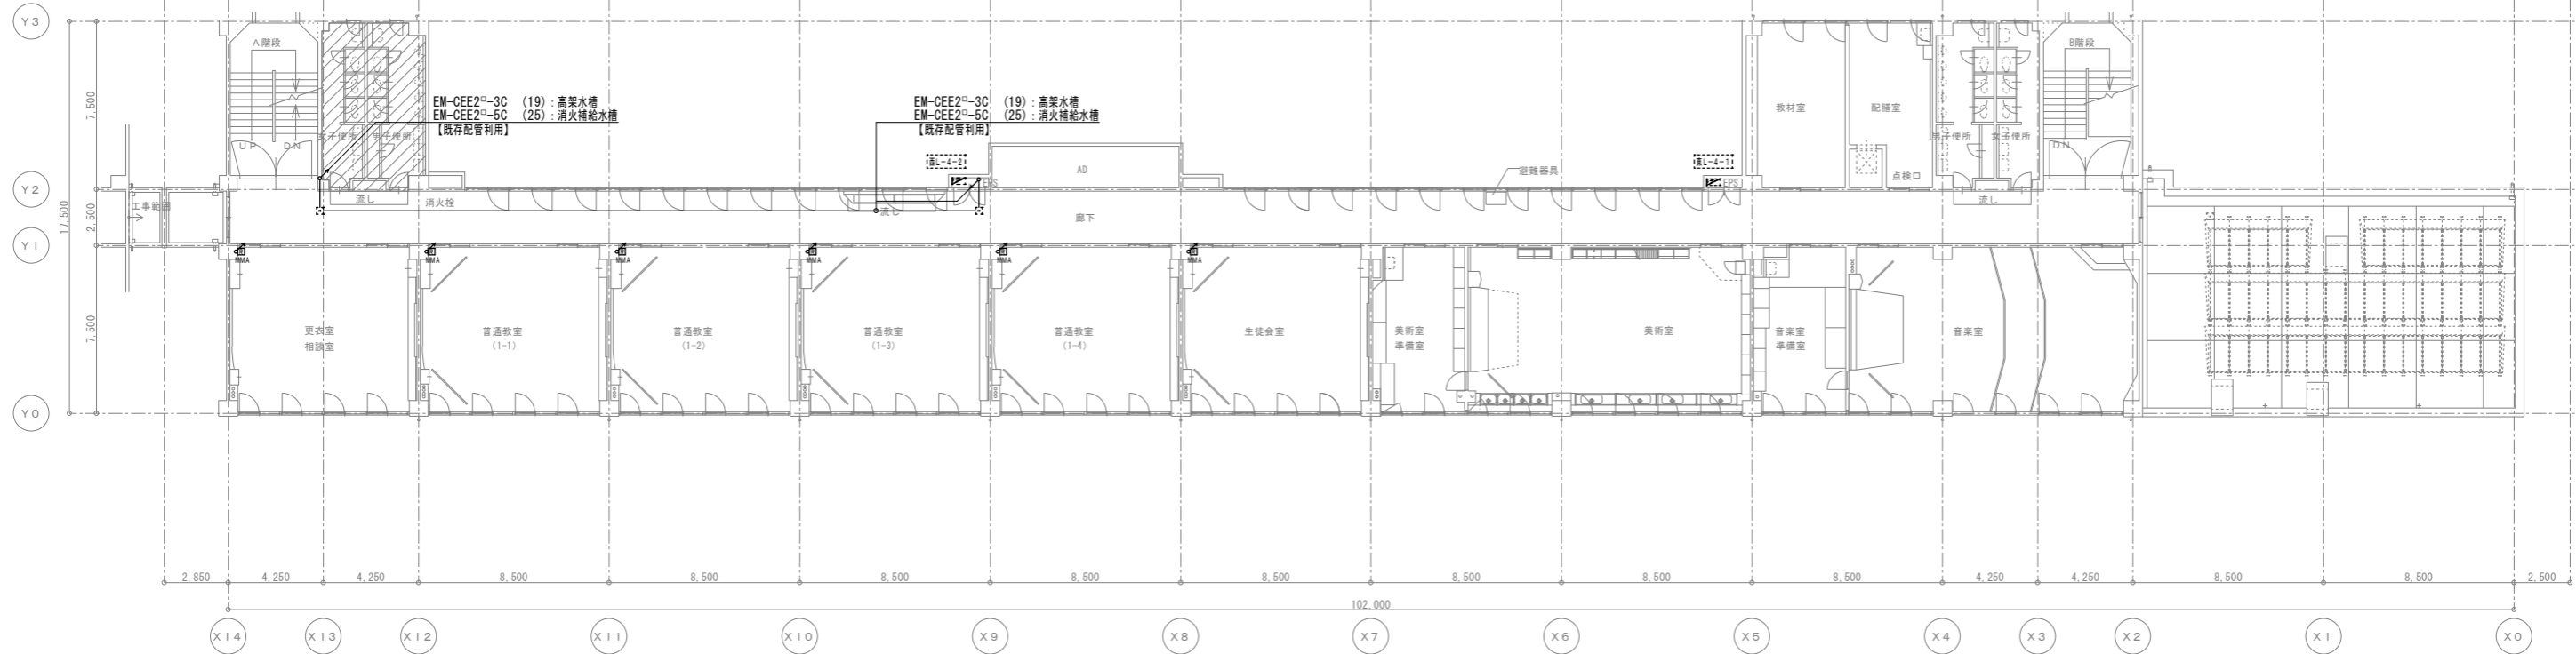 Y3
A階段
B階段
7,500
EM-CEE2□-3C (19)：高架水槽
EM-CEE2□-5C (25)：消火補給水槽
【既存配管利用】
EM-CEE2□-3C (19)：高架水槽
EM-CEE2□-5C (25)：消火補給水槽
【既存配管利用】
教材室
配膳室
女子便所
男子便所
男子便所
女子便所
UP
DN
DN
西L-4-2
東L-4-1
AD
避難器具
点検口
Y2
EPS
EPS
工事範囲
流し
消火栓
流し
廊下
流し
17,500
2,500
Y1
MMA
MMA
MMA
MMA
MMA
MMA
7,500
更衣室
相談室
普通教室
(1-1)
普通教室
(1-2)
普通教室
(1-3)
普通教室
(1-4)
生徒会室
美術室
準備室
美術室
音楽室
準備室
音楽室
Y0
2,850
4,250
4,250
8,500
8,500
8,500
8,500
8,500
8,500
8,500
8,500
4,250
4,250
8,500
8,500
2,500
102,000
X14
X13
X12
X11
X10
X9
X8
X7
X6
X5
X4
X3
X2
X1
X0